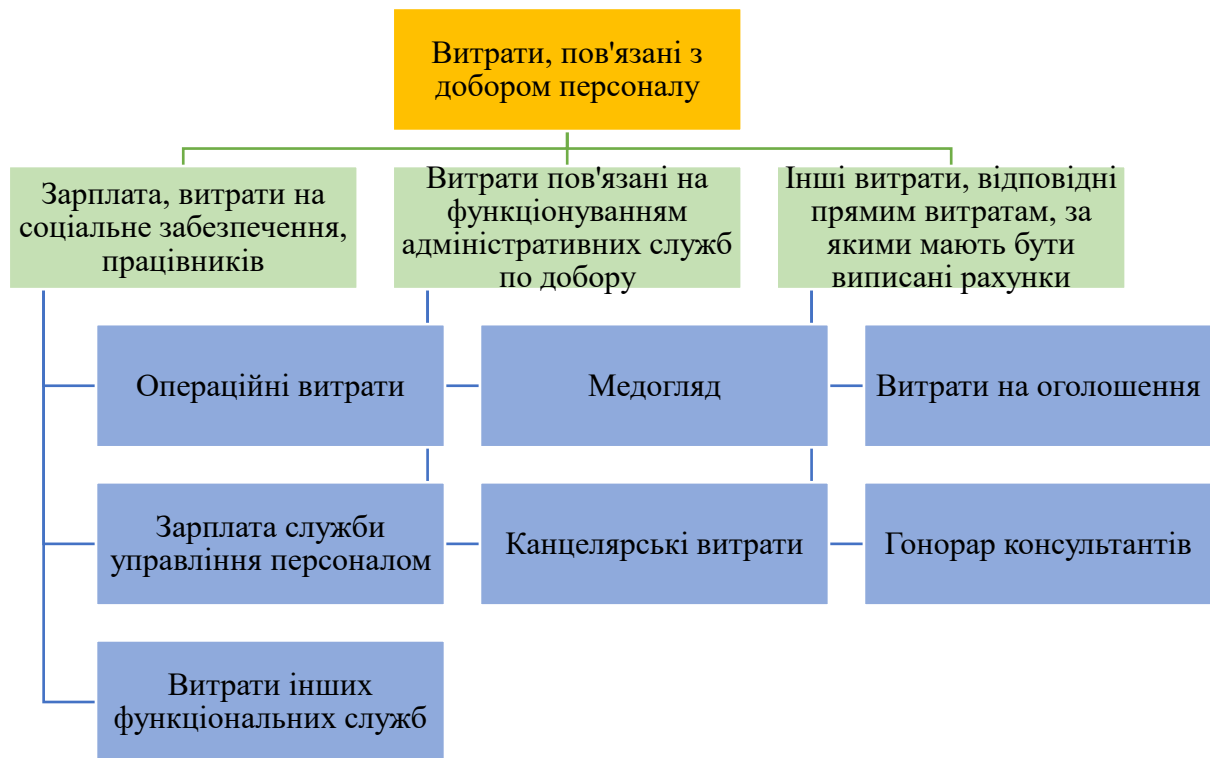 Витрати, пов'язані з
добором персоналу
Зарплата, витрати на
соціальне забезпечення,
працівників
Витрати пов'язані на
функціонуванням
адміністративних служб
по добору
Інші витрати, відповідні
прямим витратам, за
якими мають бути
виписані рахунки
Операційні витрати
Медогляд
Витрати на оголошення
Зарплата служби
управління персоналом
Канцелярські витрати
Гонорар консультантів
Витрати інших
функціональних служб